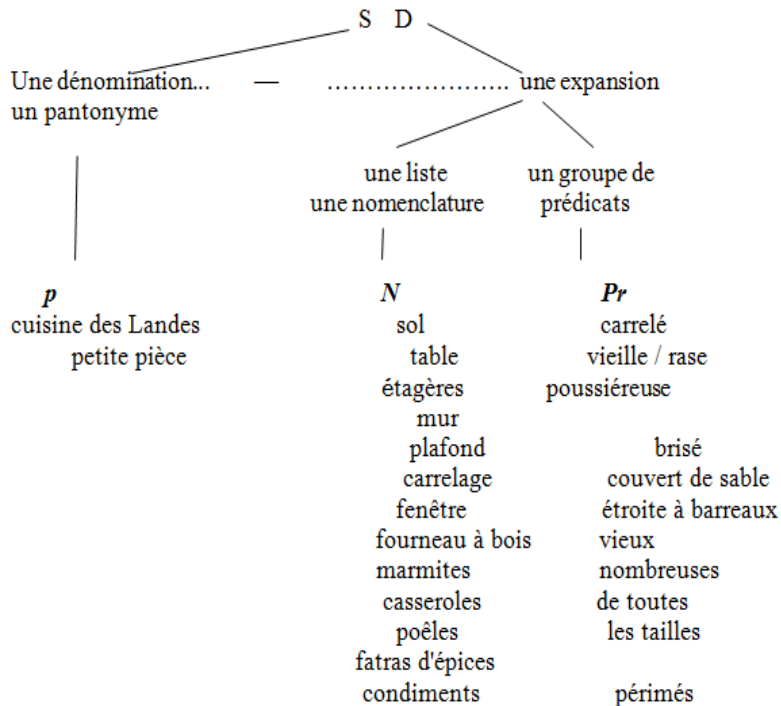 S D
Une dénomination... — ............................ une expansion
un pantonyme
une liste un groupe de
une nomenclature prédicats
p N Pr
cuisine des Landes sol carrelé
petite pièce table vieille / rase
étagères poussiéreuse
mur
plafond brisé
carrelage couvert de sable
fenêtre étroite à barreaux
fourneau à bois vieux
marmites nombreuses
casseroles de toutes
poêles les tailles
fatras d'épices
condiments périmés